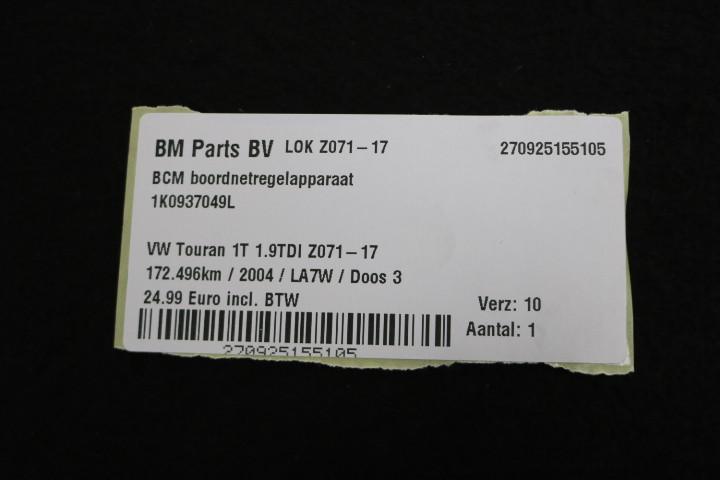 BM Parts BV LOK Z071-17 270925155105
BCM boordnetregelapparaat
1K0937049L
VW Touran 1T 1.9TDI Z071-17
172.496km / 2004 / LA7W / Doos 3
24.99 Euro incl. BTW
Verz: 10
Aantal: 1
270925155105